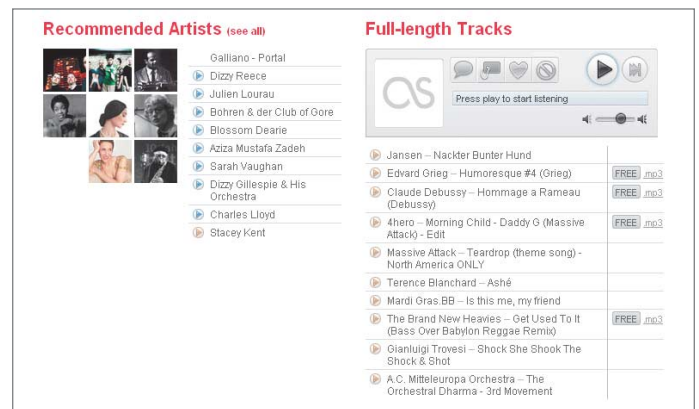 Recommended Artists (see all)
Galliano - Portal
Dizzy Reece
Julien Lourau
Bohren & der Club of Gore
Blossom Dearie
Aziza Mustafa Zadeh
Sarah Vaughan
Dizzy Gillespie & His
Orchestra
Charles Lloyd
Stacey Kent
Full-length Tracks
Press play to start listening
Jansen – Nackter Bunter Hund
Edvard Grieg – Humoresque #4 (Grieg) FREE .mp3
Claude Debussy – Hommage a Rameau FREE .mp3
(Debussy)
4hero – Morning Child - Daddy G (Massive FREE .mp3
Attack) - Edit
Massive Attack – Teardrop (theme song) -
North America ONLY
Terence Blanchard – Ashé
Mardi Gras.BB – Is this me, my friend
The Brand New Heavies – Get Used To It FREE .mp3
(Bass Over Babylon Reggae Remix)
Gianluigi Trovesi – Shock She Shook The
Shock & Shot
A.C. Mitteleuropa Orchestra – The
Orchestral Dharma - 3rd Movement